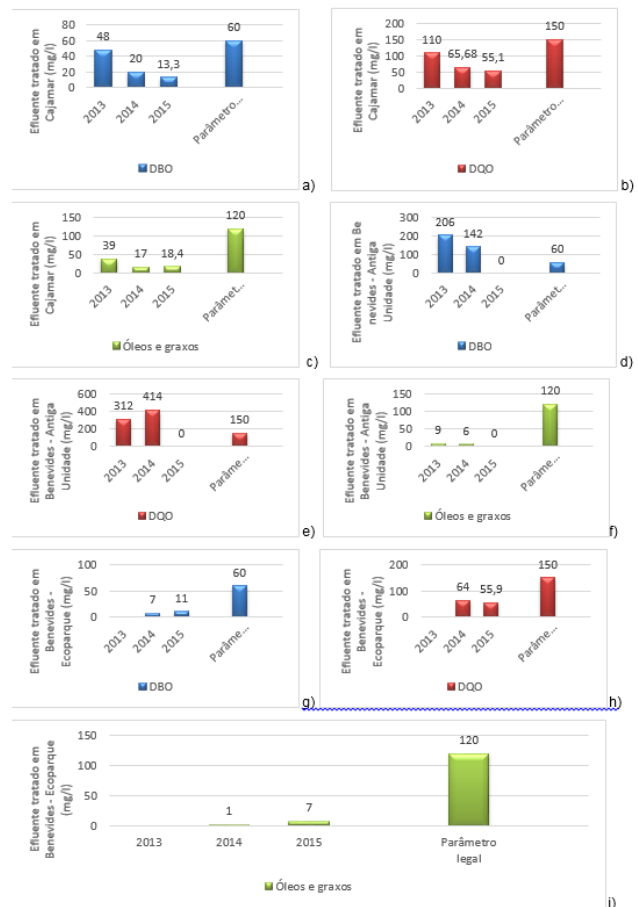 Efluente tratado em
Cajamar (mg/l)
80
60
40
20
0
48
20
13,3
60
2013
2014
2015
Parâmetro...
DBO
a)
Efluente tratado em
Cajamar (mg/l)
200
150
100
50
0
110
65,68
55,1
150
2013
2014
2015
Parâmetro...
DQO
b)
Efluente tratado em
Cajamar (mg/l)
150
100
50
0
39
17
18,4
120
2013
2014
2015
Parâmet...
Óleos e graxos
c)
Efluente tratado em Be
nevides - Antiga
Unidade (mg/l)
300
200
100
0
206
142
0
60
2013
2014
2015
Parâmet...
DBO
d)
Efluente tratado em
Benevides - Antiga
Unidade (mg/l)
600
400
200
0
312
414
0
150
2013
2014
2015
Parâme...
DQO
e)
Efluente tratado em
Benevides - Antiga
Unidade (mg/l)
150
100
50
0
9
6
0
120
2013
2014
2015
Parâme...
Óleos e graxos
f)
Efluente tratado em
Benevides -
Ecoparque (mg/l)
100
50
0
7
11
60
2013
2014
2015
Parâme...
DBO
g)
Efluente tratado em
Benevides -
Ecoparque (mg/l)
200
100
0
64
55,9
150
2013
2014
2015
Parâme...
DQO
h)
Efluente tratado em
Benevides - Ecoparque
(mg/l)
150
100
50
0
1
7
120
2013
2014
2015
Parâmetro
legal
Óleos e graxos
i)